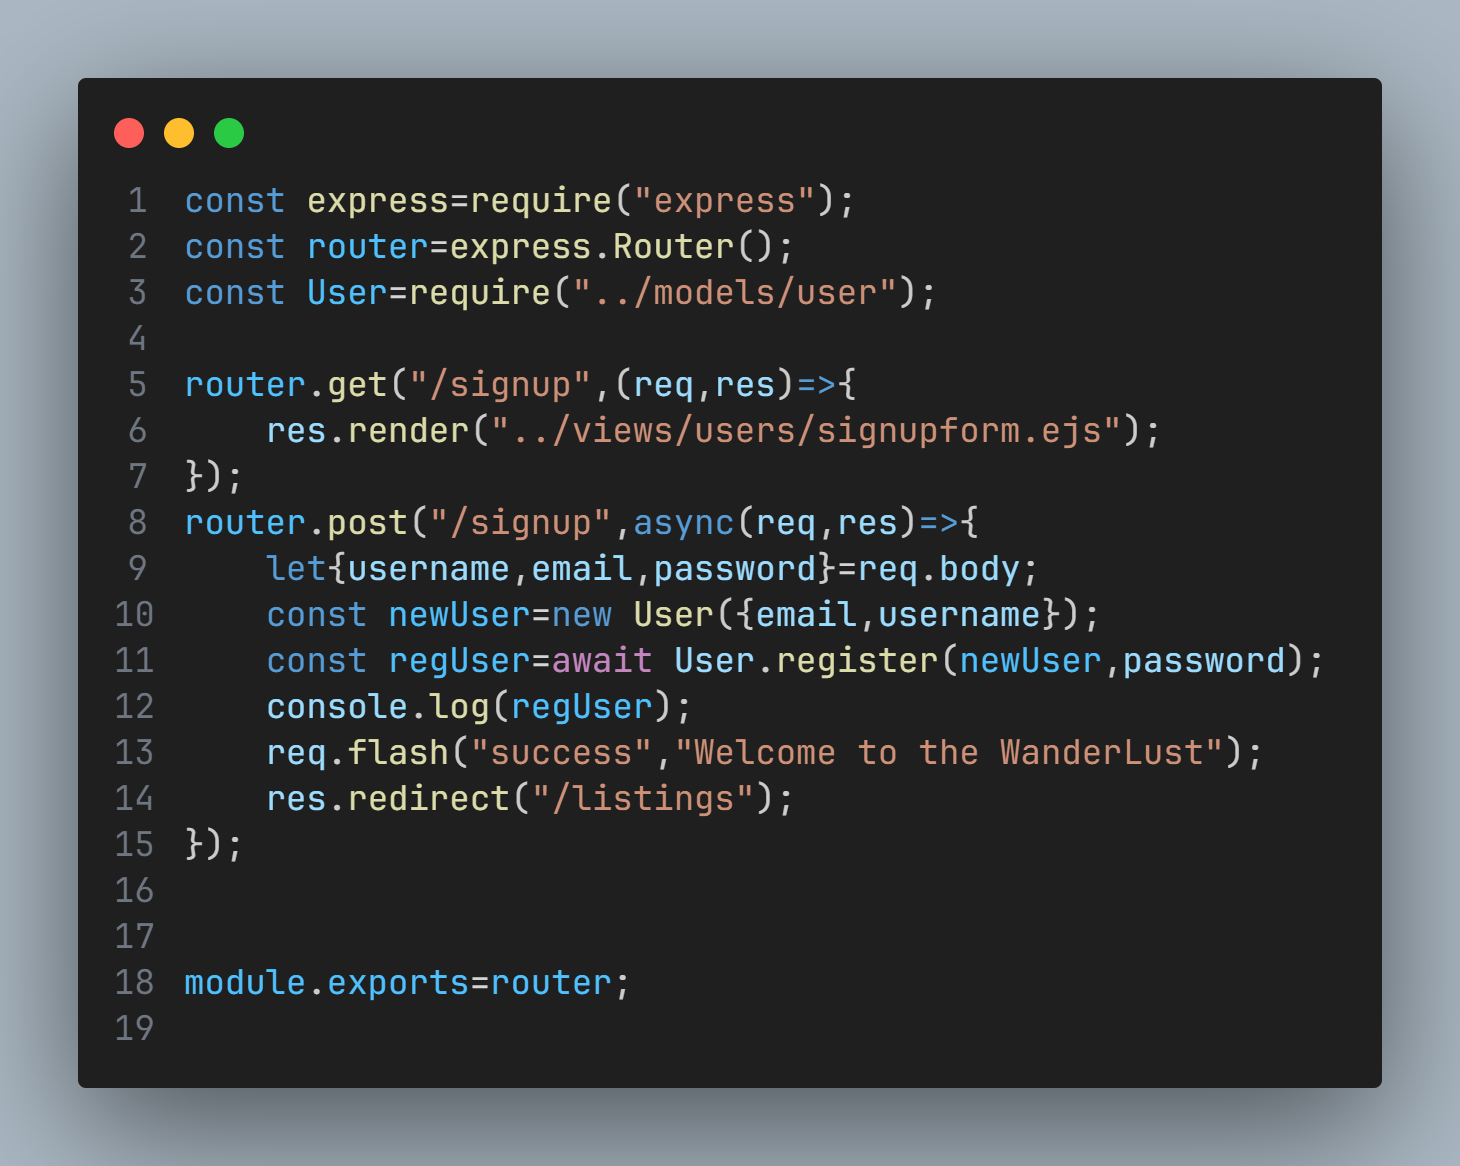 1 const express=require("express");
2 const router=express.Router();
3 const User=require("../models/user");
4
5 router.get("/signup",(req,res)=>{
6     res.render("../views/users/signupform.ejs");
7 });
8 router.post("/signup",async(req,res)=>{
9     let{username,email,password}=req.body;
10     const newUser=new User({email,username});
11     const regUser=await User.register(newUser,password);
12     console.log(regUser);
13     req.flash("success","Welcome to the WanderLust");
14     res.redirect("/listings");
15 });
16
17
18 module.exports=router;
19